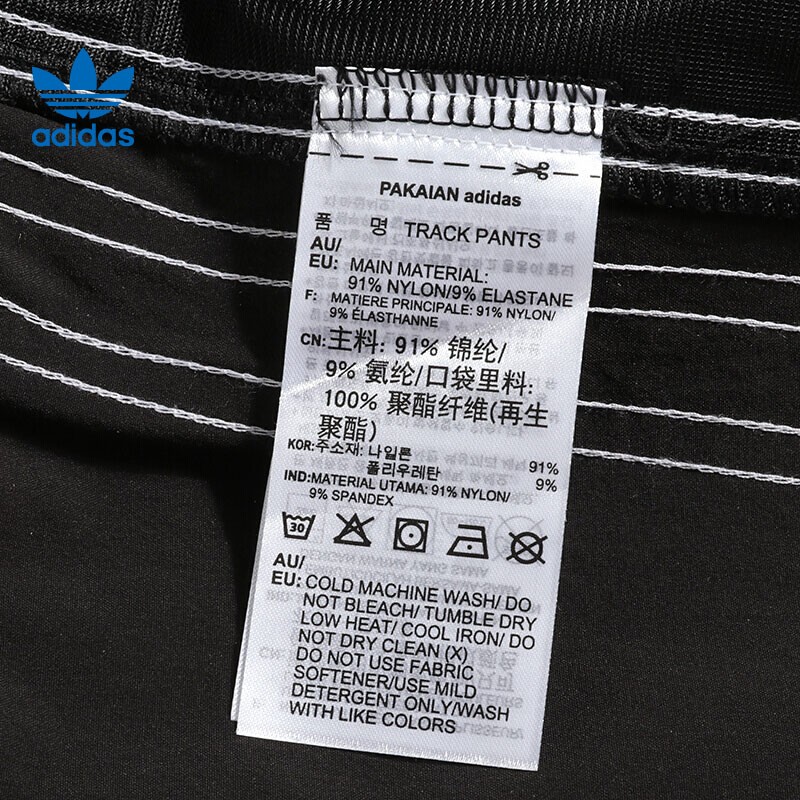 adidas
PAKAIAN adidas
품 명 TRACK PANTS
AU/
EU: MAIN MATERIAL:
91% NYLON/9% ELASTANE
F: MATIERE PRINCIPALE: 91% NYLON/
9% ÉLASTHANNE
CN: 主料: 91% 锦纶/
9% 氨纶/口袋里料:
100% 聚酯纤维(再生
聚酯)
KOR: 주소재: 나일론 91%
폴리우레탄 9%
IND: MATERIAL UTAMA: 91% NYLON/
9% SPANDEX
30
AU/
EU: COLD MACHINE WASH/ DO
NOT BLEACH/ TUMBLE DRY
LOW HEAT/ COOL IRON/ DO
NOT DRY CLEAN (X)
DO NOT USE FABRIC
SOFTENER/USE MILD
DETERGENT ONLY/WASH
WITH LIKE COLORS